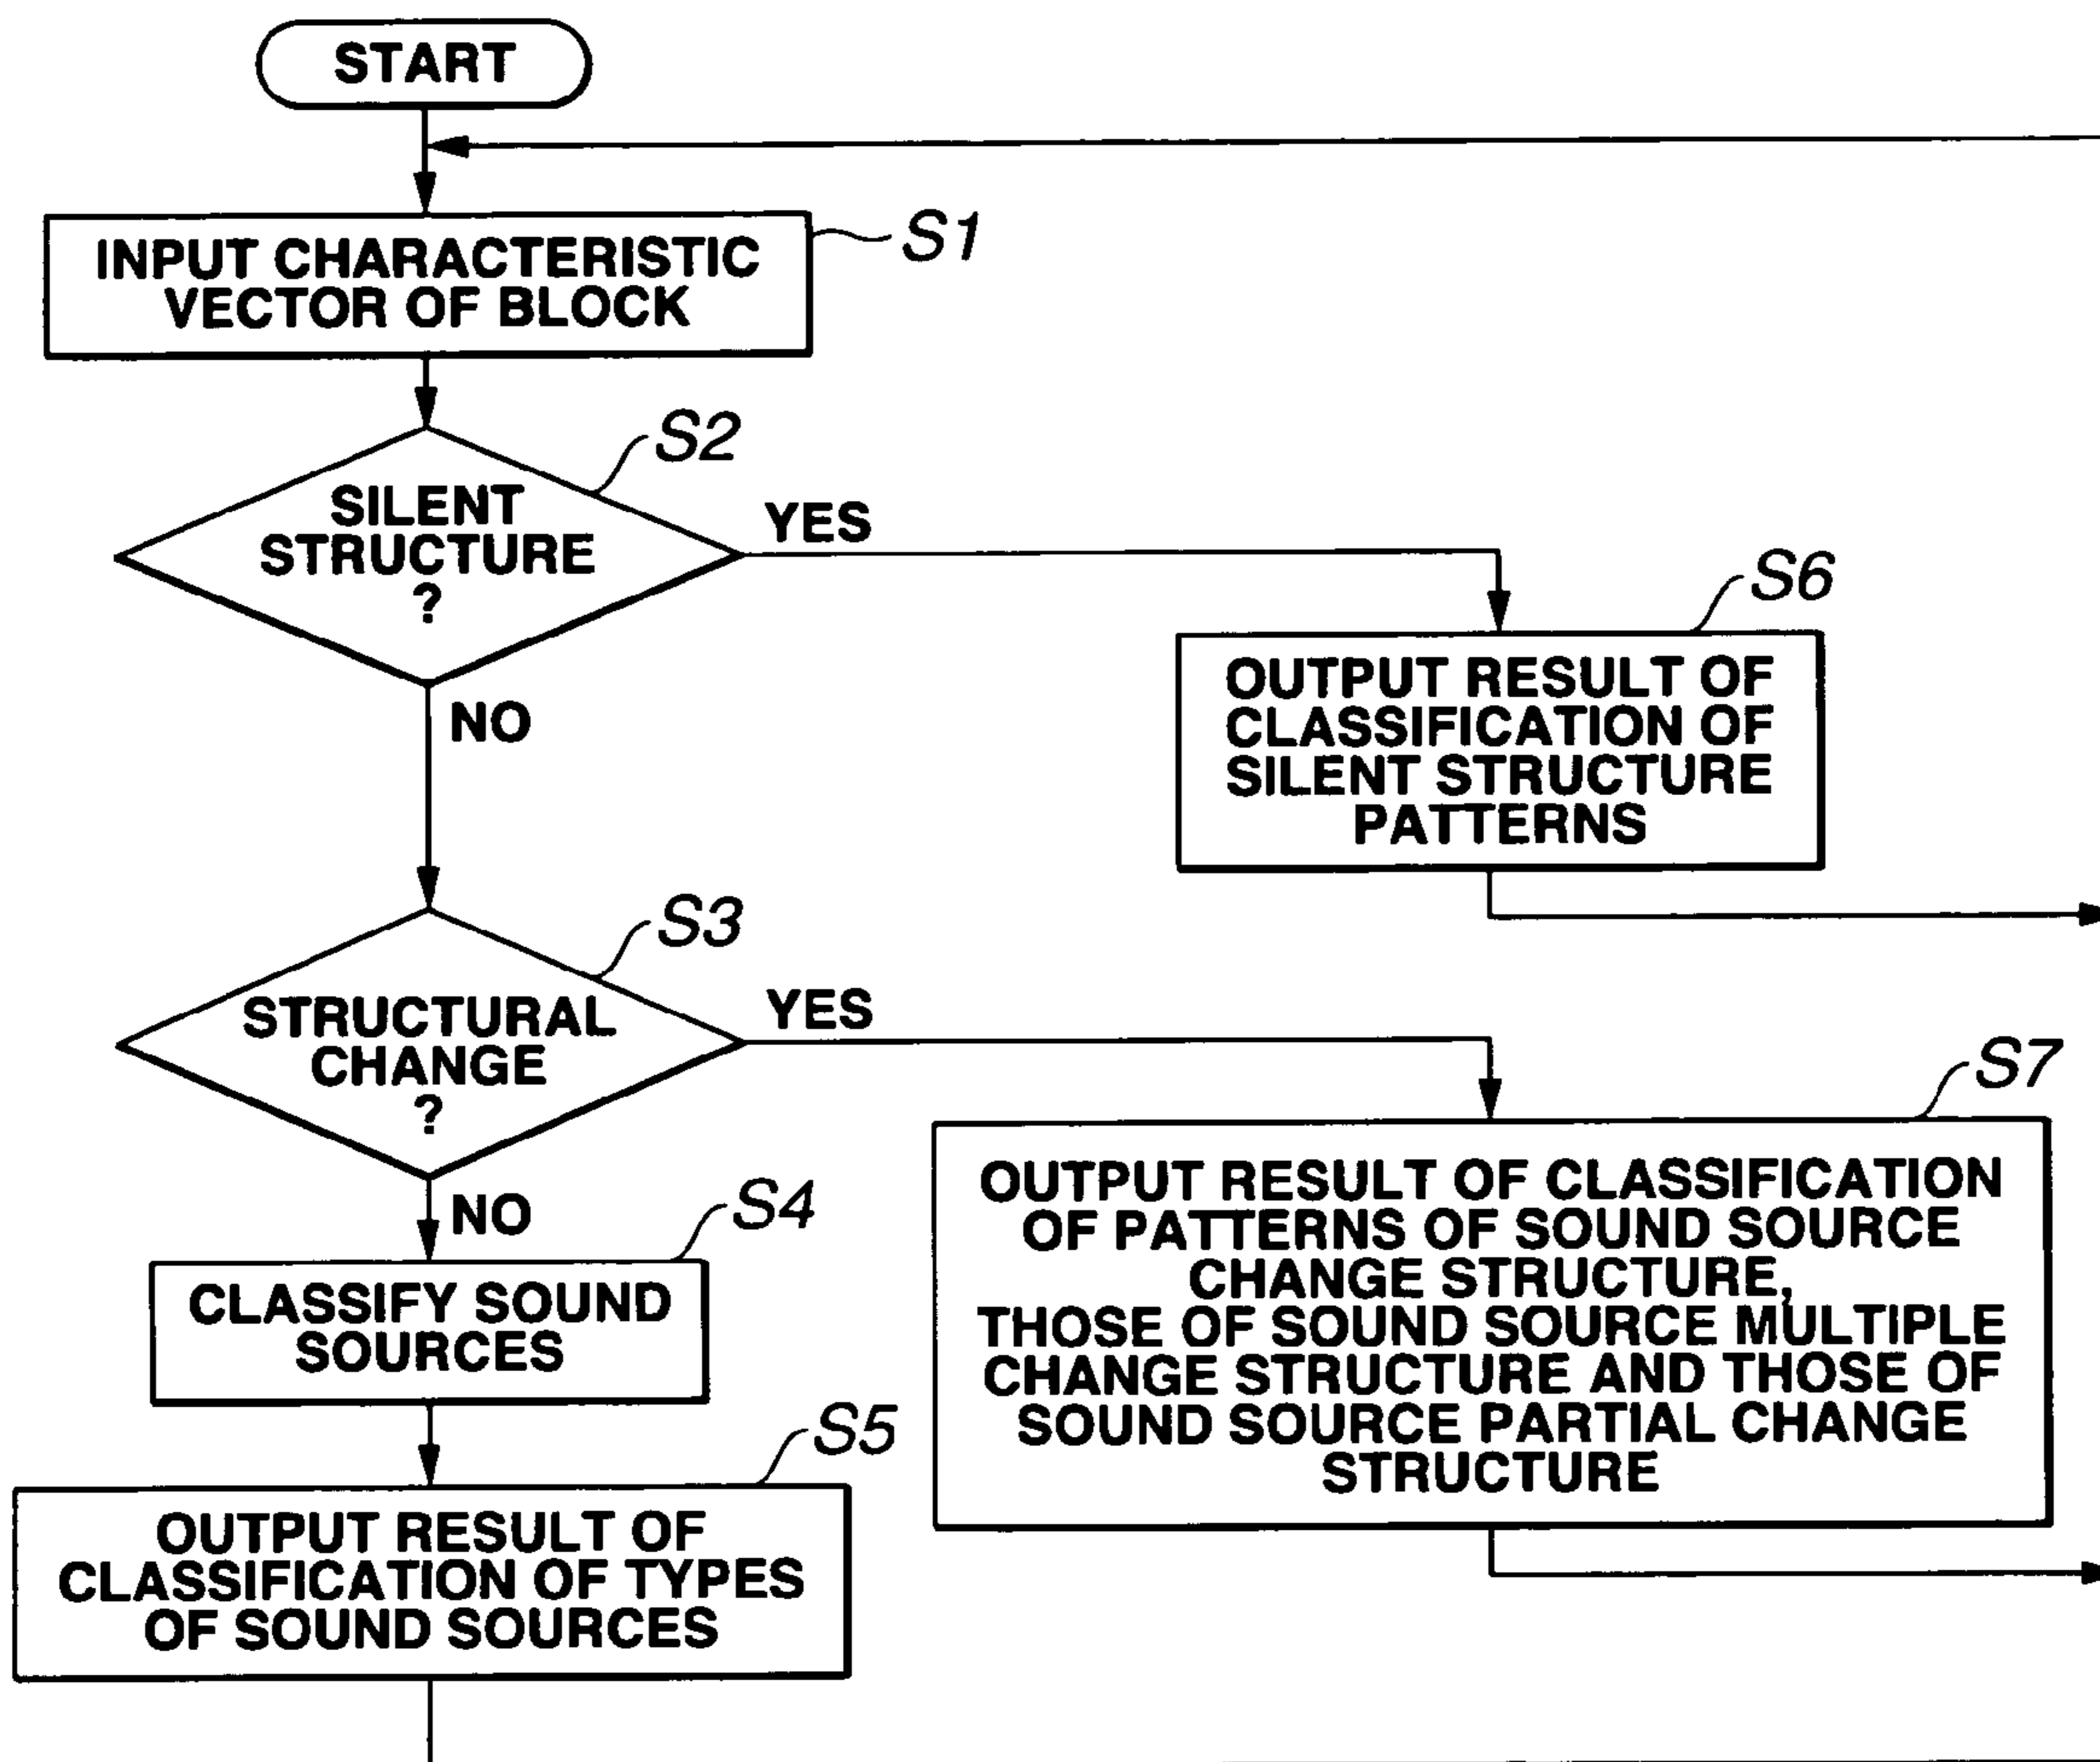 START
INPUT CHARACTERISTIC
VECTOR OF BLOCK
S1
SILENT
STRUCTURE
?
S2
YES
NO
OUTPUT RESULT OF
CLASSIFICATION OF
SILENT STRUCTURE
PATTERNS
S6
STRUCTURAL
CHANGE
?
S3
YES
NO
OUTPUT RESULT OF CLASSIFICATION
OF PATTERNS OF SOUND SOURCE
CHANGE STRUCTURE,
THOSE OF SOUND SOURCE MULTIPLE
CHANGE STRUCTURE AND THOSE OF
SOUND SOURCE PARTIAL CHANGE
STRUCTURE
S7
CLASSIFY SOUND
SOURCES
S4
OUTPUT RESULT OF
CLASSIFICATION OF TYPES
OF SOUND SOURCES
S5